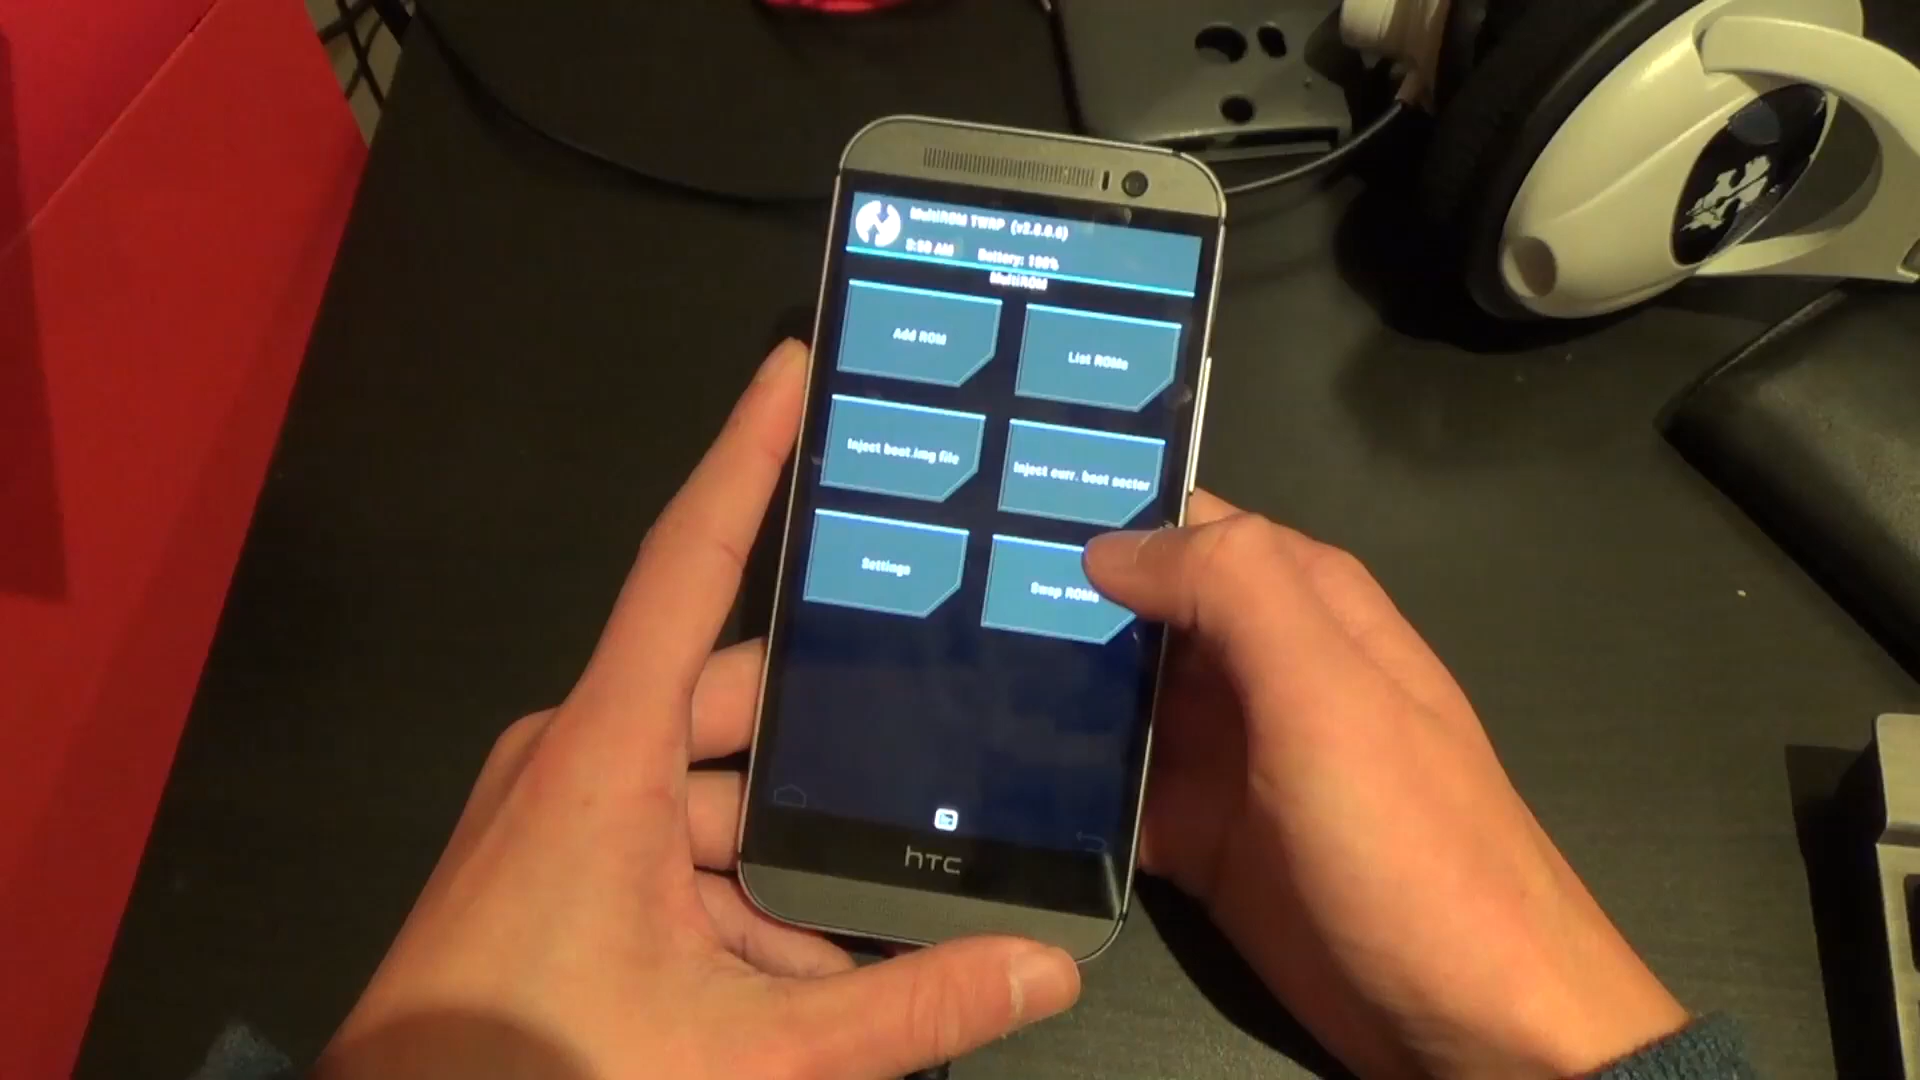 MultiROM TWRP (v2.8.0.0)
Battery: 100%
MultiROM
Add ROM
List ROMs
Inject boot.img file
Inject curr. boot sector
Settings
Swap ROMs
hTC